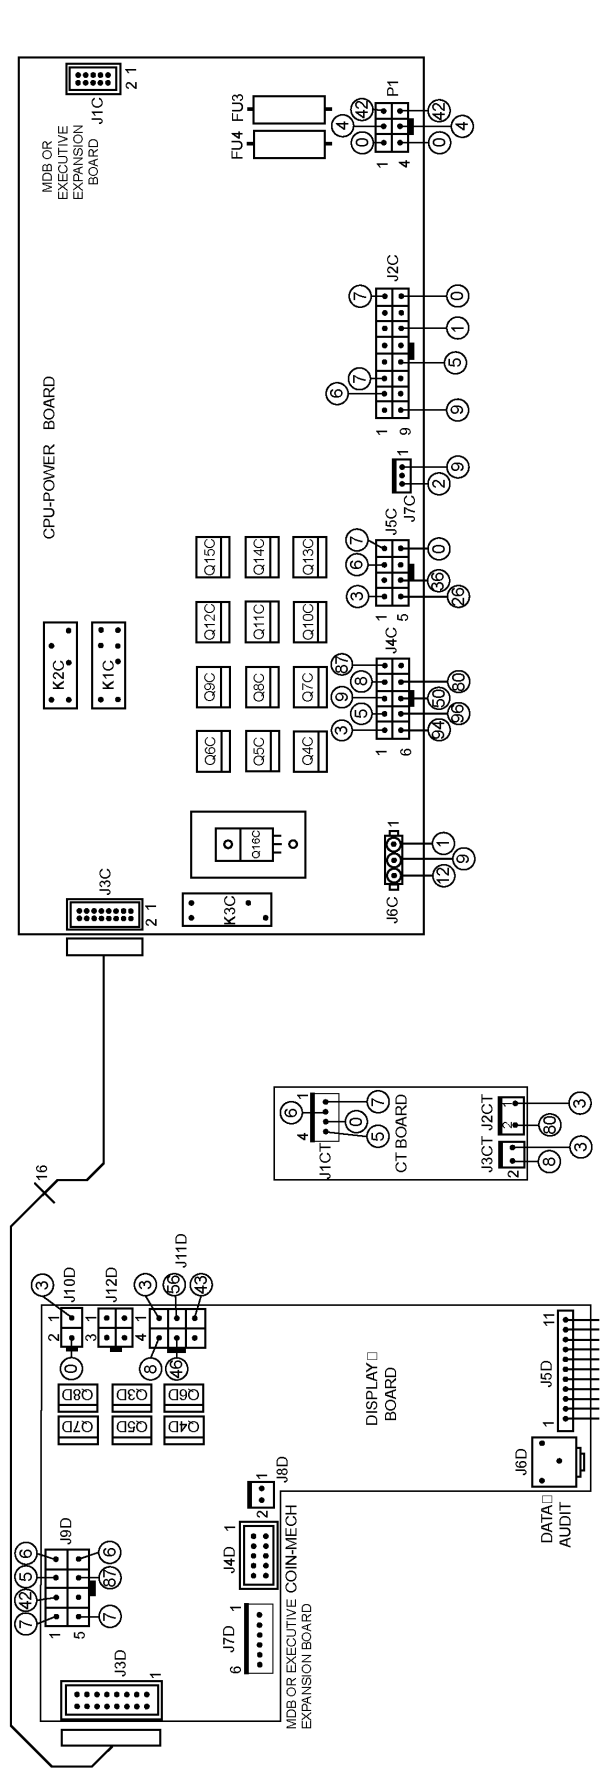 J1C
2 1
MDB OR
EXECUTIVE
EXPANSION
BOARD
FU3
FU4
P1
42
4
0
42
4
0
1
4
CPU-POWER BOARD
J2C
7
7
6
0
1
5
9
1
9
J7C
1
9
2
J5C
7
6
3
0
36
26
1
5
J4C
87
8
9
5
3
80
50
96
94
1
6
Q15C
Q14C
Q13C
Q12C
Q11C
Q10C
Q9C
Q8C
Q7C
Q6C
Q5C
Q4C
K2C
K1C
Q16C
K3C
J3C
2 1
J6C
1
1
9
12
16
CT BOARD
J1CT
4
1
6
7
0
5
J2CT
2 1
3
80
J3CT
2
3
8
DISPLAY□
BOARD
J10D
3
2 1
0
J12D
3 1
J11D
3
56
43
4 1
8
46
Q8D
Q7D
Q3D
Q5D
Q6D
Q4D
J9D
6
5
42
7
6
87
7
1
5
J3D
1
J8D
2 1
J4D
1
COIN-MECH
J7D
6
1
MDB OR EXECUTIVE
EXPANSION BOARD
J5D
1
11
J6D
DATA□
AUDIT